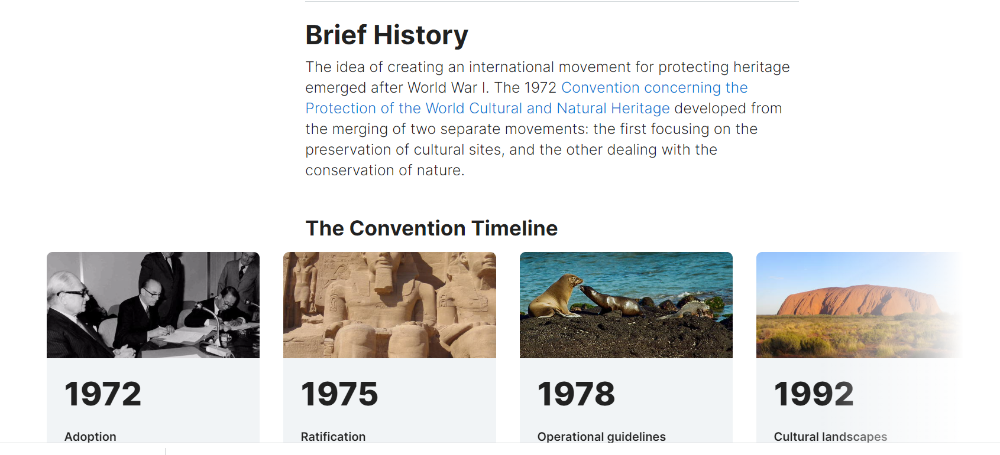 Brief History
The idea of creating an international movement for protecting heritage
emerged after World War I. The 1972 Convention concerning the
Protection of the World Cultural and Natural Heritage developed from
the merging of two separate movements: the first focusing on the
preservation of cultural sites, and the other dealing with the
conservation of nature.
The Convention Timeline
1972
Adoption
1975
Ratification
1978
Operational guidelines
1992
Cultural landscapes